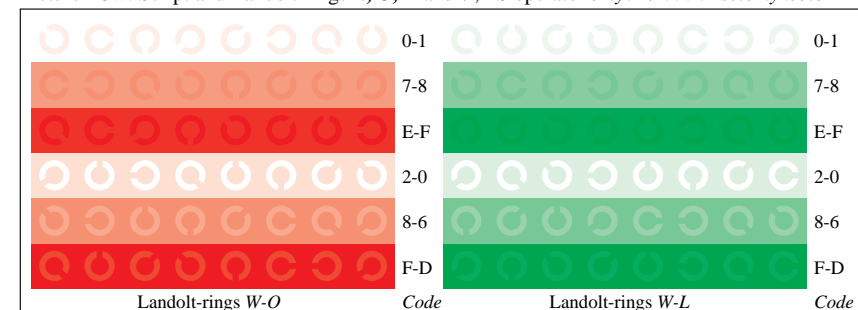 0-1 0-1
7-8 7-8
E-F E-F
2-0 2-0
8-6 8-6
F-D F-D
Landolt-rings W-O Code Landolt-rings W-L Code